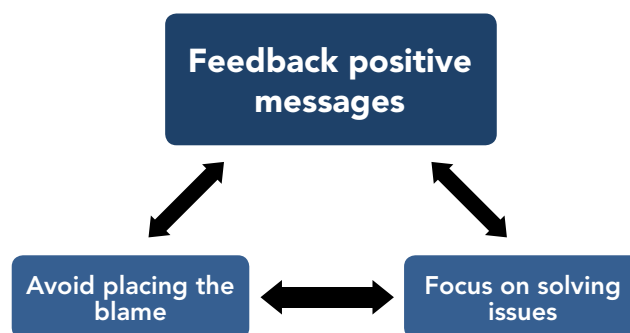 Feedback positive
messages
Avoid placing the
blame
Focus on solving
issues